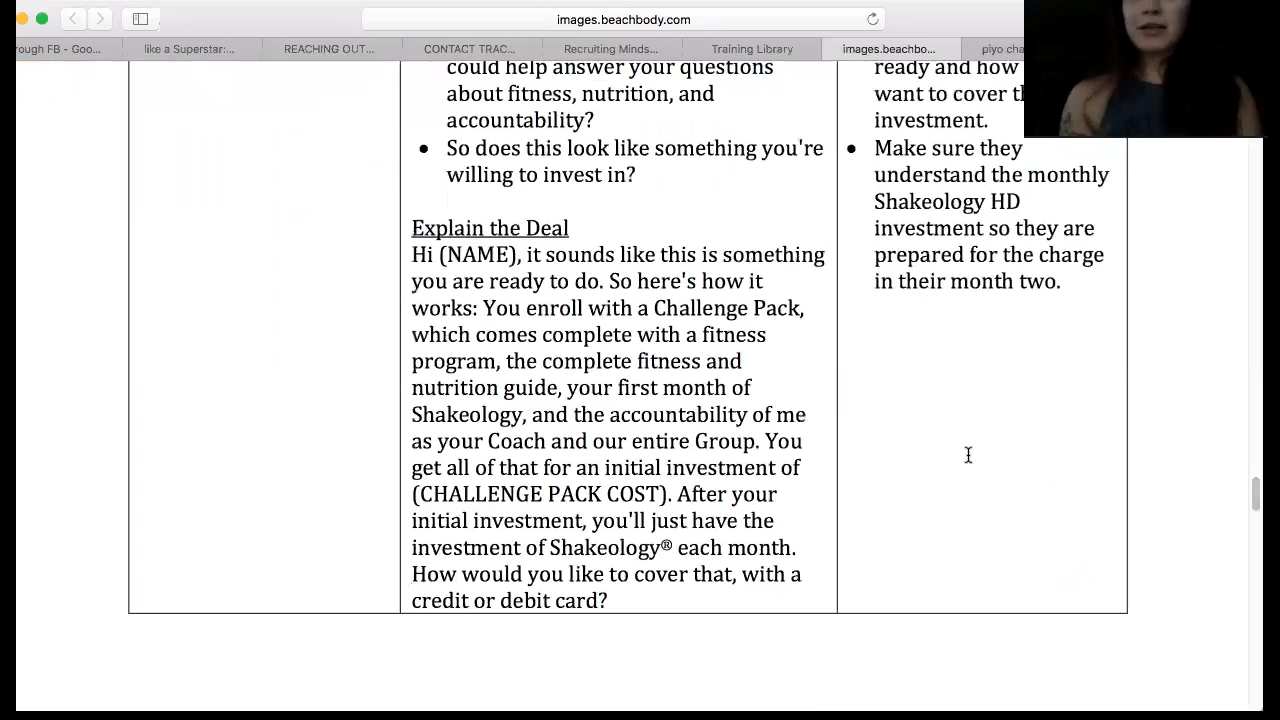 images.beachbody.com
rough FB - Goo...
like a Superstar:...
REACHING OUT...
CONTACT TRAC...
Recruiting Minds...
Training Library
images.beachbo...
piyo cha
could help answer your questions
about fitness, nutrition, and
accountability?
• So does this look like something you're
willing to invest in?
Explain the Deal
Hi (NAME), it sounds like this is something
you are ready to do. So here's how it
works: You enroll with a Challenge Pack,
which comes complete with a fitness
program, the complete fitness and
nutrition guide, your first month of
Shakeology, and the accountability of me
as your Coach and our entire Group. You
get all of that for an initial investment of
(CHALLENGE PACK COST). After your
initial investment, you'll just have the
investment of Shakeology® each month.
How would you like to cover that, with a
credit or debit card?
ready and how
want to cover
investment.
• Make sure they
understand the monthly
Shakeology HD
investment so they are
prepared for the charge
in their month two.